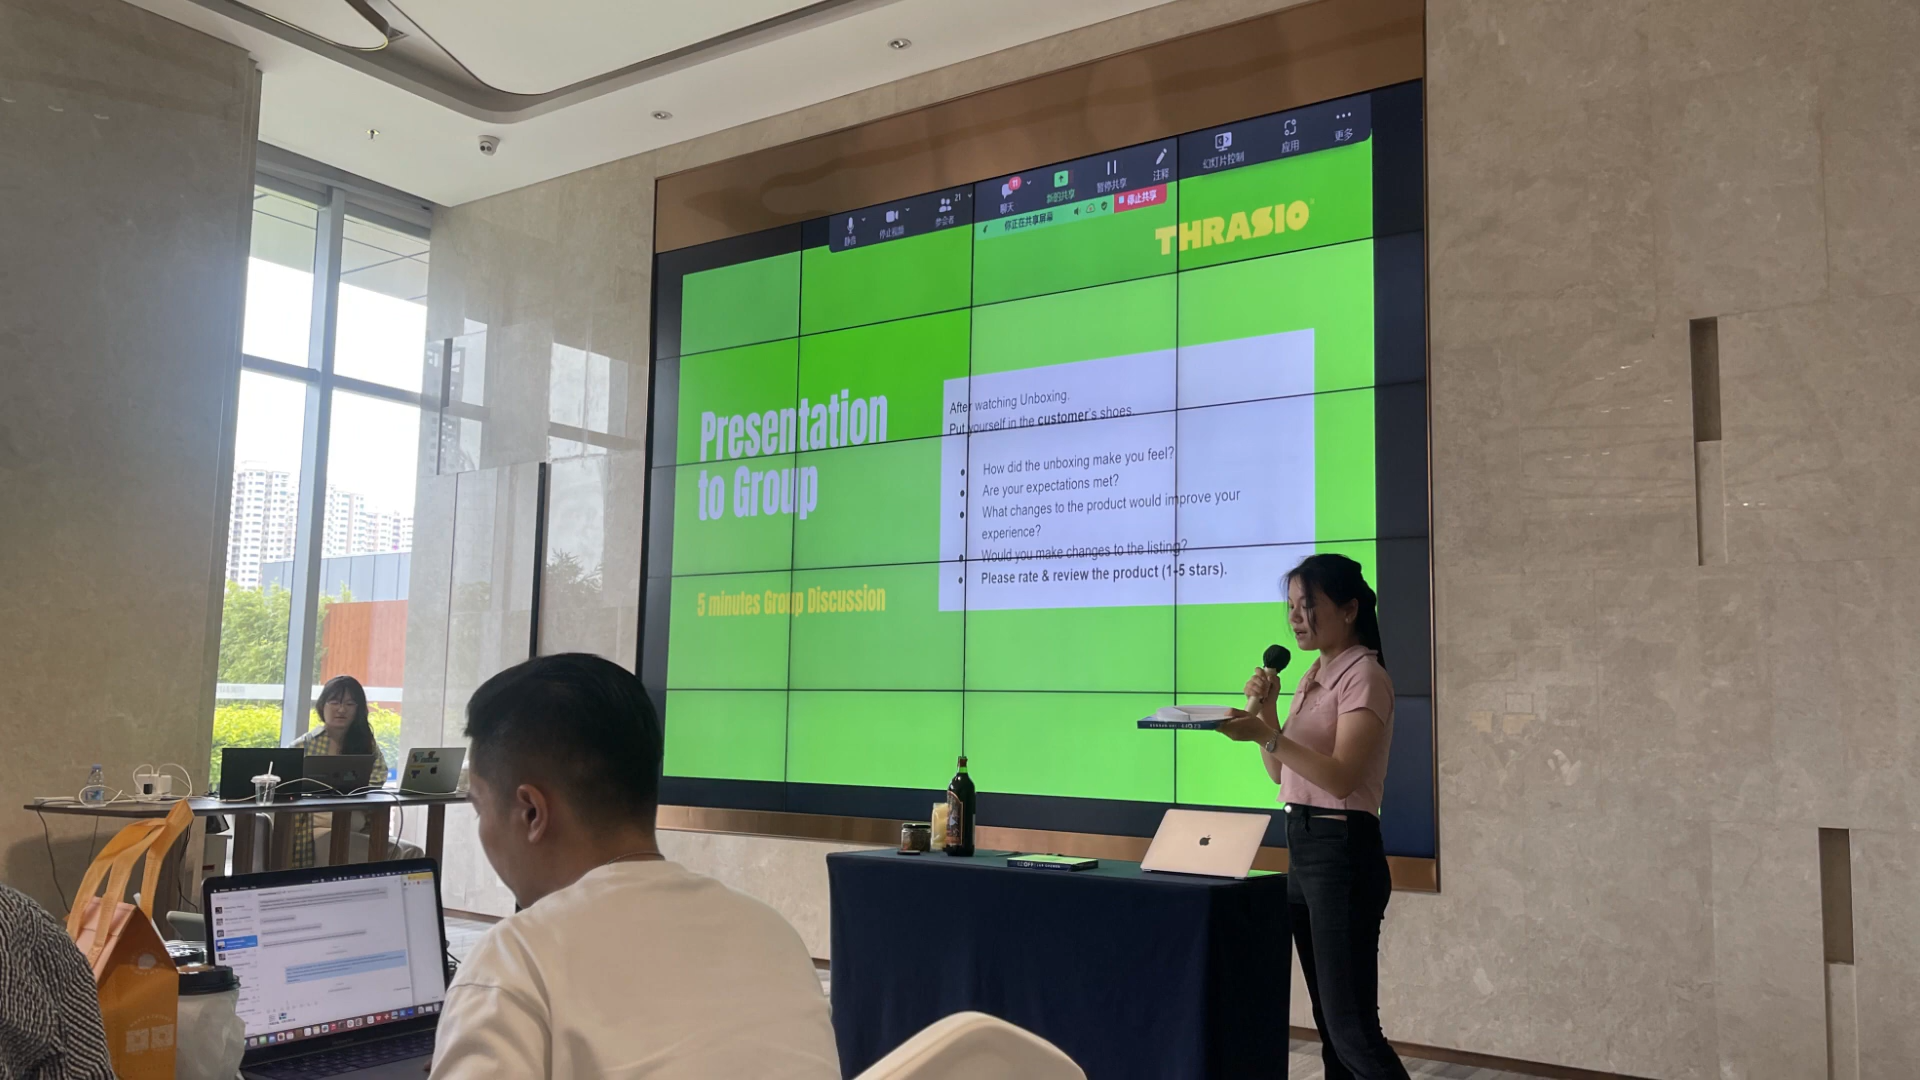 静音
停止视频
参会者
21
聊天
11
新的共享
暂停共享
注释
幻灯片控制
应用
更多
你正在共享屏幕
停止共享
THRASIO
Presentation
to Group
5 minutes Group Discussion
After watching Unboxing.
Put yourself in the customer's shoes.
How did the unboxing make you feel?
Are your expectations met?
What changes to the product would improve your
experience?
Would you make changes to the listing?
Please rate & review the product (1-5 stars).